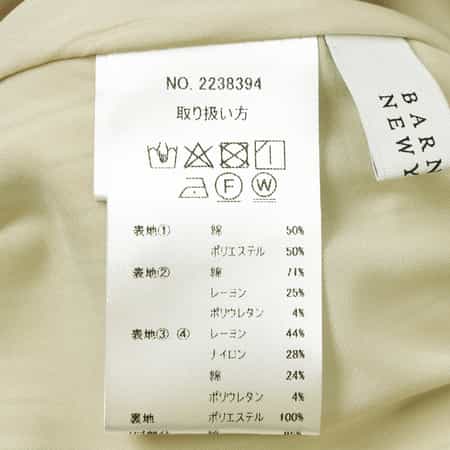 NO. 2238394
取り扱い方
F W
表地① 綿 50%
ポリエステル 50%
表地② 綿 71%
レーヨン 25%
ポリウレタン 4%
表地③ ④ レーヨン 44%
ナイロン 28%
綿 24%
ポリウレタン 4%
裏地 ポリエステル 100%
BARN
NEW Y